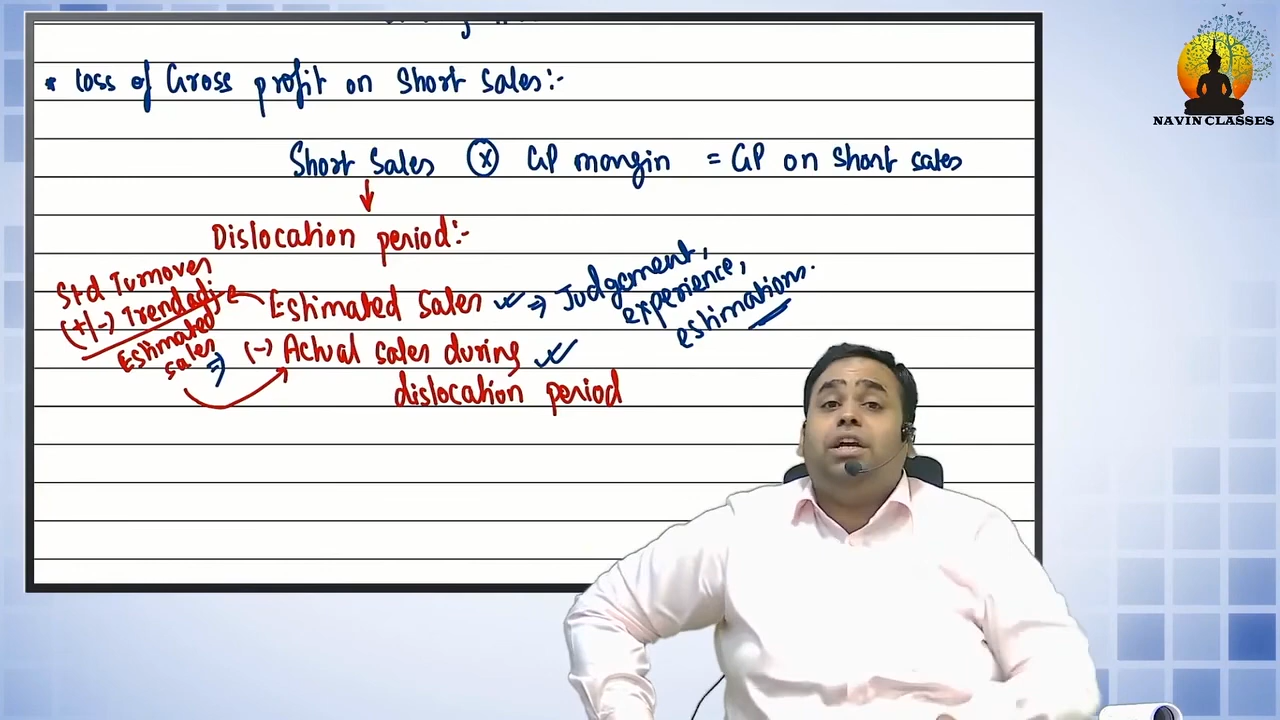 * Loss of Gross profit on Short Sales:-
Short Sales (x) GP margin = GP on short sales
Dislocation period:-
Std Turnover
(+/-) Trend adj
Estimated
sales ⇒
Estimated Sales ✓ ⇒ Judgement,
experience,
estimations.
(-) Actual sales during ✓
dislocation period
NAVIN CLASSES